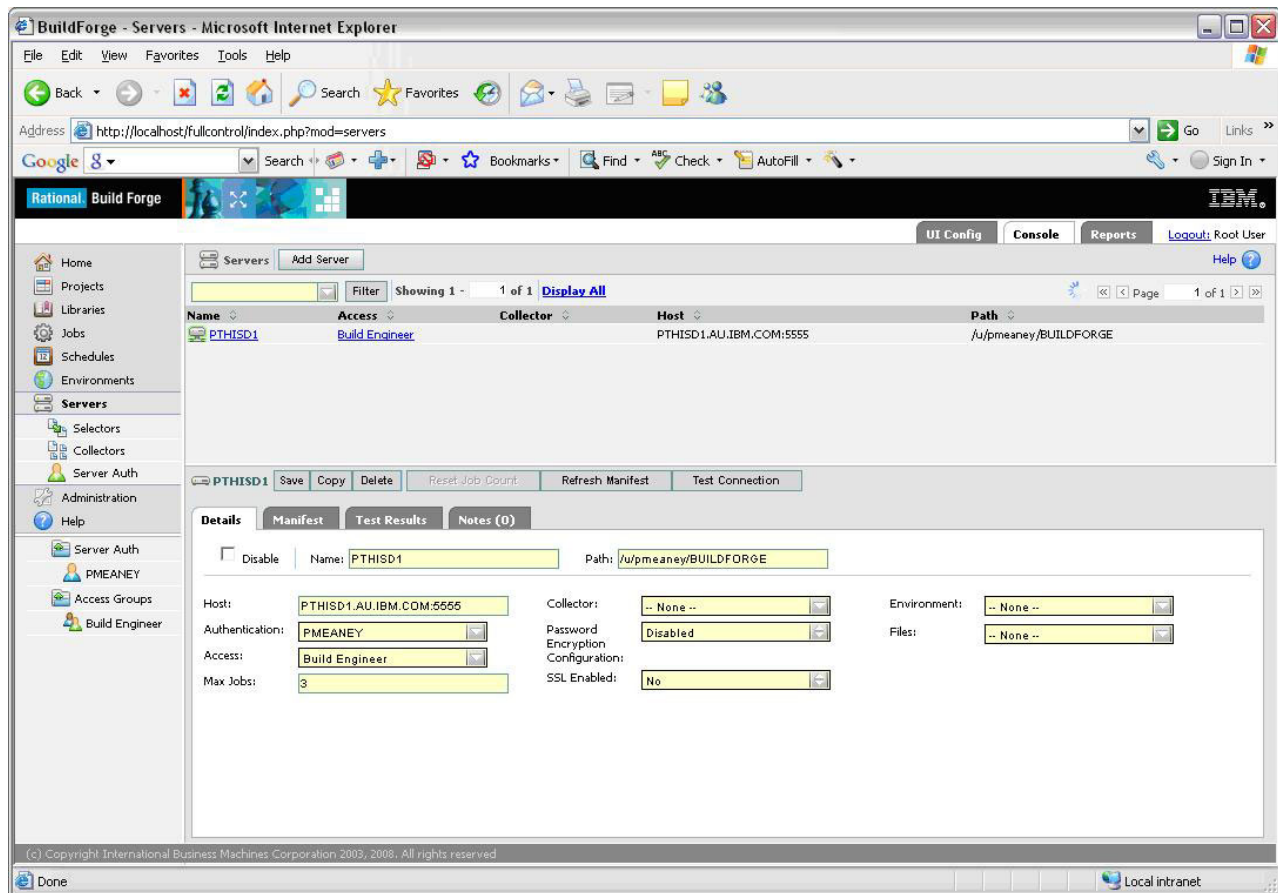 BuildForge - Servers - Microsoft Internet Explorer
File Edit View Favorites Tools Help
Back Search Favorites
Address http://localhost/fullcontrol/index.php?mod=servers Go Links »
Google Search Bookmarks Find ABC Check AutoFill Sign In
Rational. Build Forge IBM.
UI Config Console Reports Logout: Root User
Home
Projects
Libraries
Jobs
Schedules
Environments
Servers
Selectors
Collectors
Server Auth
Administration
Help
Server Auth
PMEANEY
Access Groups
Build Engineer
Servers Add Server Help
Filter Showing 1 - 1 of 1 Display All Page 1 of 1
Name Access Collector Host Path
PTHISD1 Build Engineer PTHISD1.AU.IBM.COM:5555 /u/pmeaney/BUILDFORGE
PTHISD1 Save Copy Delete Reset Job Count Refresh Manifest Test Connection
Details Manifest Test Results Notes (0)
Disable Name: PTHISD1 Path: /u/pmeaney/BUILDFORGE
Host: PTHISD1.AU.IBM.COM:5555 Collector: -- None -- Environment: -- None --
Authentication: PMEANEY Password Encryption Configuration: Disabled Files: -- None --
Access: Build Engineer
Max Jobs: 3 SSL Enabled: No
(c) Copyright International Business Machines Corporation 2003, 2008. All rights reserved
Done Local intranet